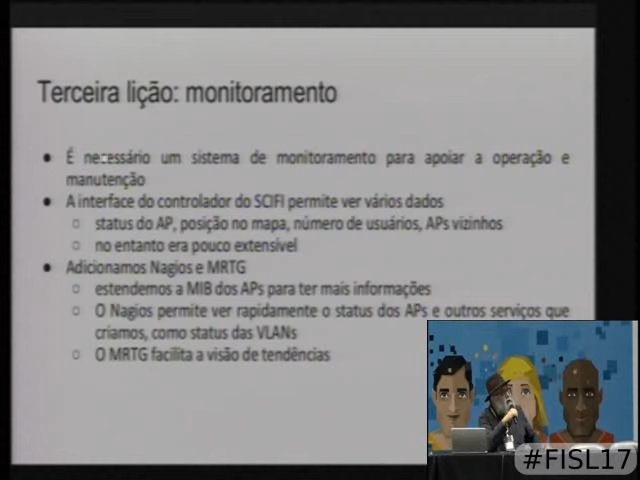 Terceira lição: monitoramento
● É necessário um sistema de monitoramento para apoiar a operação e
manutenção
● A interface do controlador do SCIFI permite ver vários dados
○ status do AP, posição no mapa, número de usuários, APs vizinhos
○ no entanto era pouco extensível
● Adicionamos Nagios e MRTG
○ estendemos a MIB dos APs para ter mais informações
○ O Nagios permite ver rapidamente o status dos APs e outros serviços que
criamos, como status das VLANs
○ O MRTG facilita a visão de tendências
#FISL17